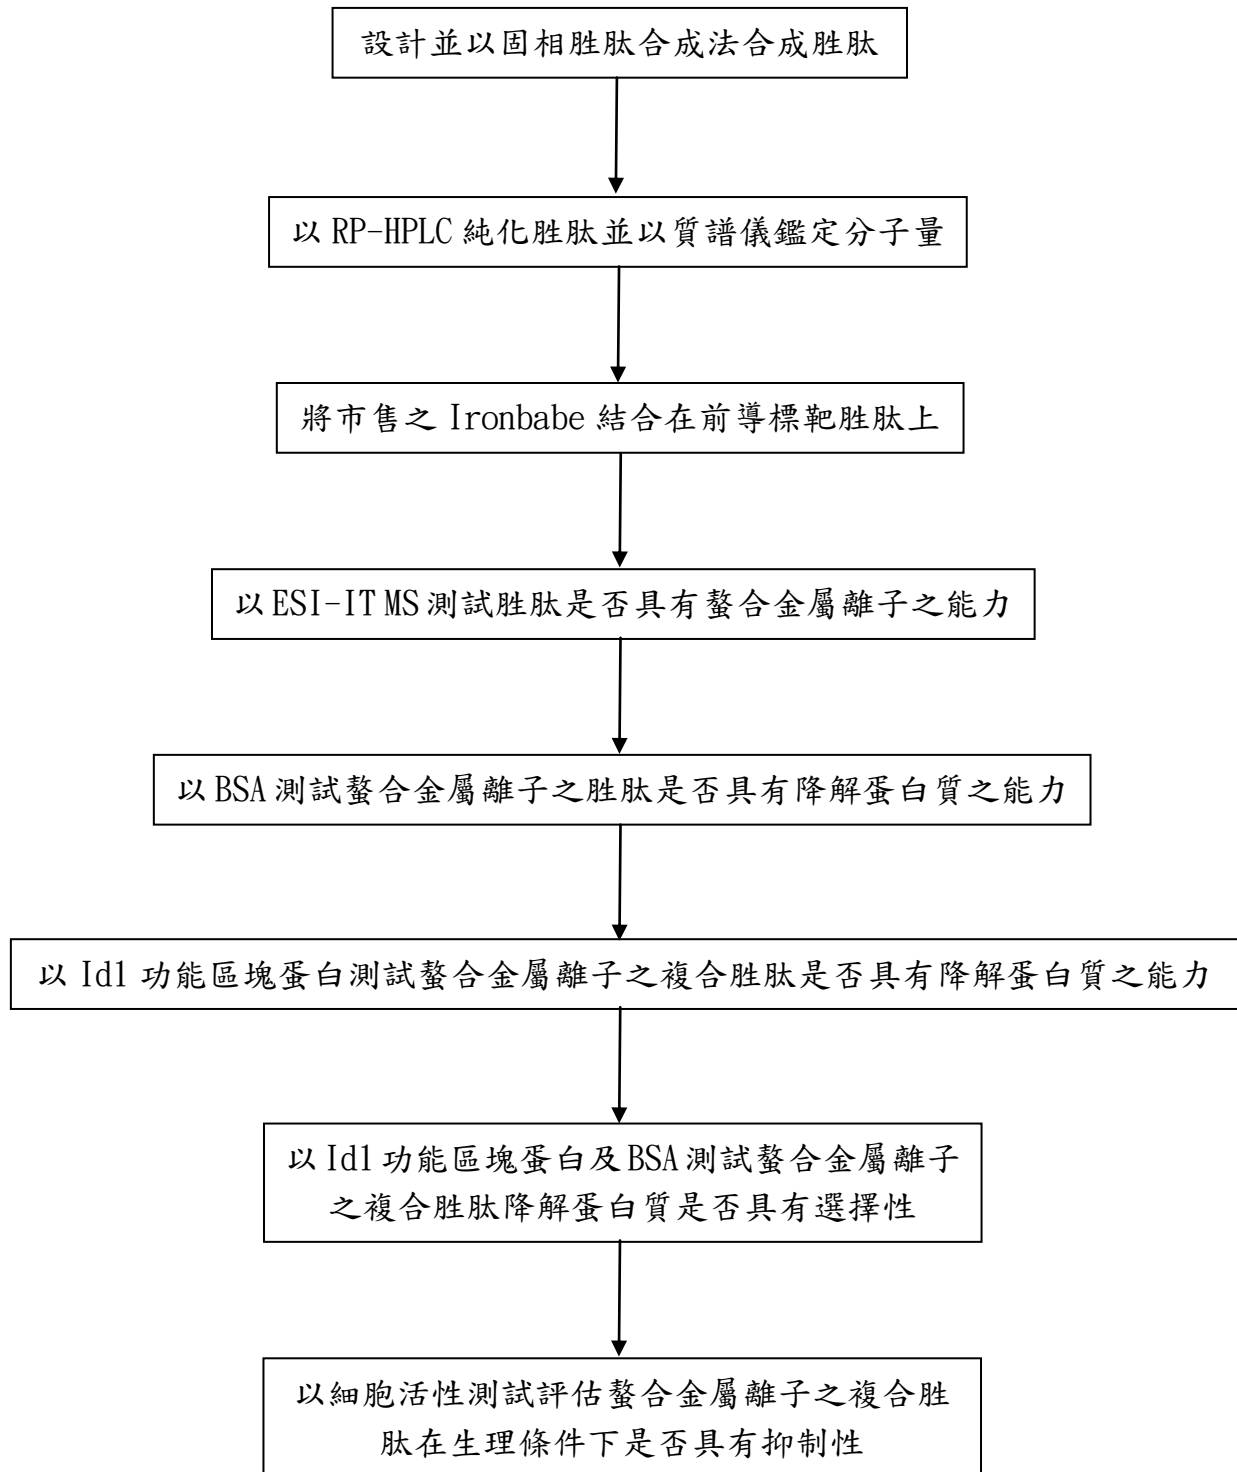 設計並以固相胜肽合成法合成胜肽
以 RP-HPLC 純化胜肽並以質譜儀鑑定分子量
將市售之 Ironbabe 結合在前導標靶胜肽上
以 ESI-IT MS 測試胜肽是否具有螯合金屬離子之能力
以 BSA 測試螯合金屬離子之胜肽是否具有降解蛋白質之能力
以 Id1 功能區塊蛋白測試螯合金屬離子之複合胜肽是否具有降解蛋白質之能力
以 Id1 功能區塊蛋白及 BSA 測試螯合金屬離子
之複合胜肽降解蛋白質是否具有選擇性
以細胞活性測試評估螯合金屬離子之複合胜
肽在生理條件下是否具有抑制性